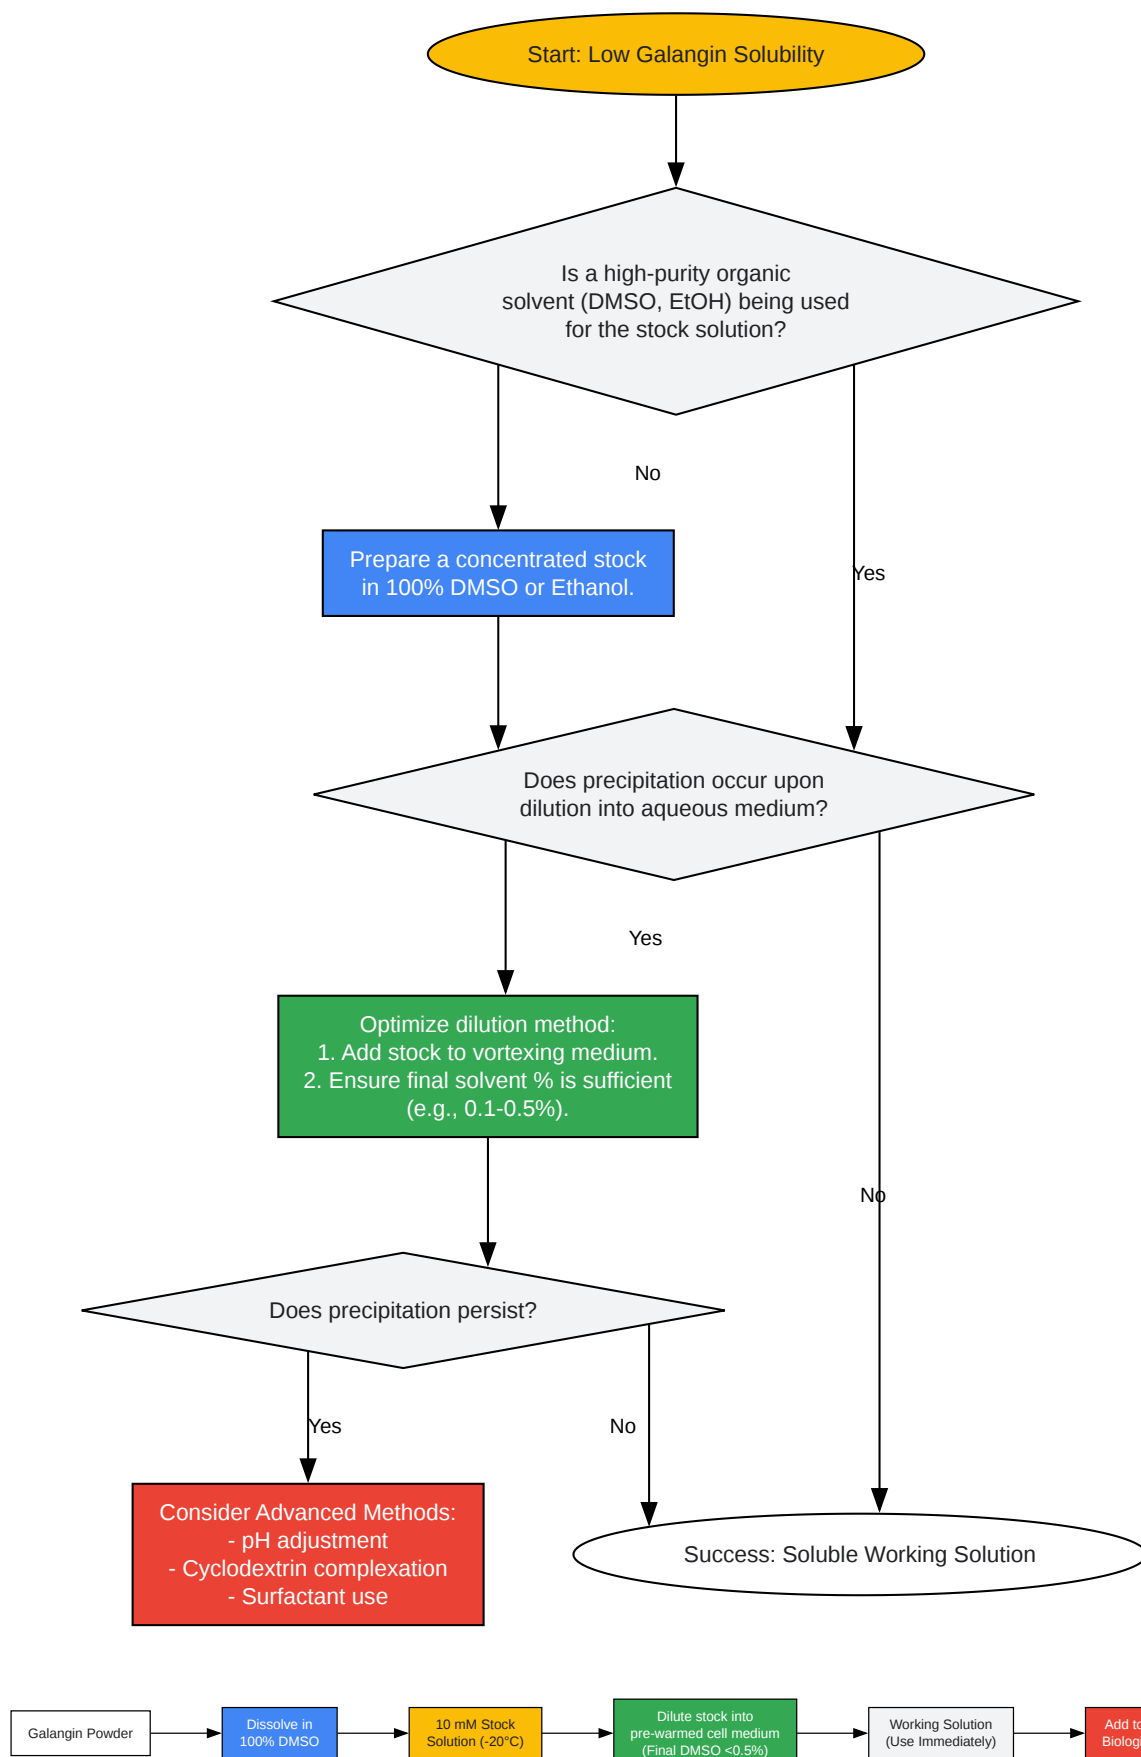 Start: Low Galangin Solubility
Is a high-purity organic
solvent (DMSO, EtOH) being used
for the stock solution?
No
Prepare a concentrated stock
in 100% DMSO or Ethanol.
Yes
Does precipitation occur upon
dilution into aqueous medium?
Yes
Optimize dilution method:
1. Add stock to vortexing medium.
2. Ensure final solvent % is sufficient
(e.g., 0.1-0.5%).
No
Does precipitation persist?
Yes
No
Consider Advanced Methods:
- pH adjustment
- Cyclodextrin complexation
- Surfactant use
Success: Soluble Working Solution
Galangin Powder
Dissolve in
100% DMSO
10 mM Stock
Solution (-20°C)
Dilute stock into
pre-warmed cell medium
(Final DMSO <0.5%)
Working Solution
(Use Immediately)
Add to
Biolog